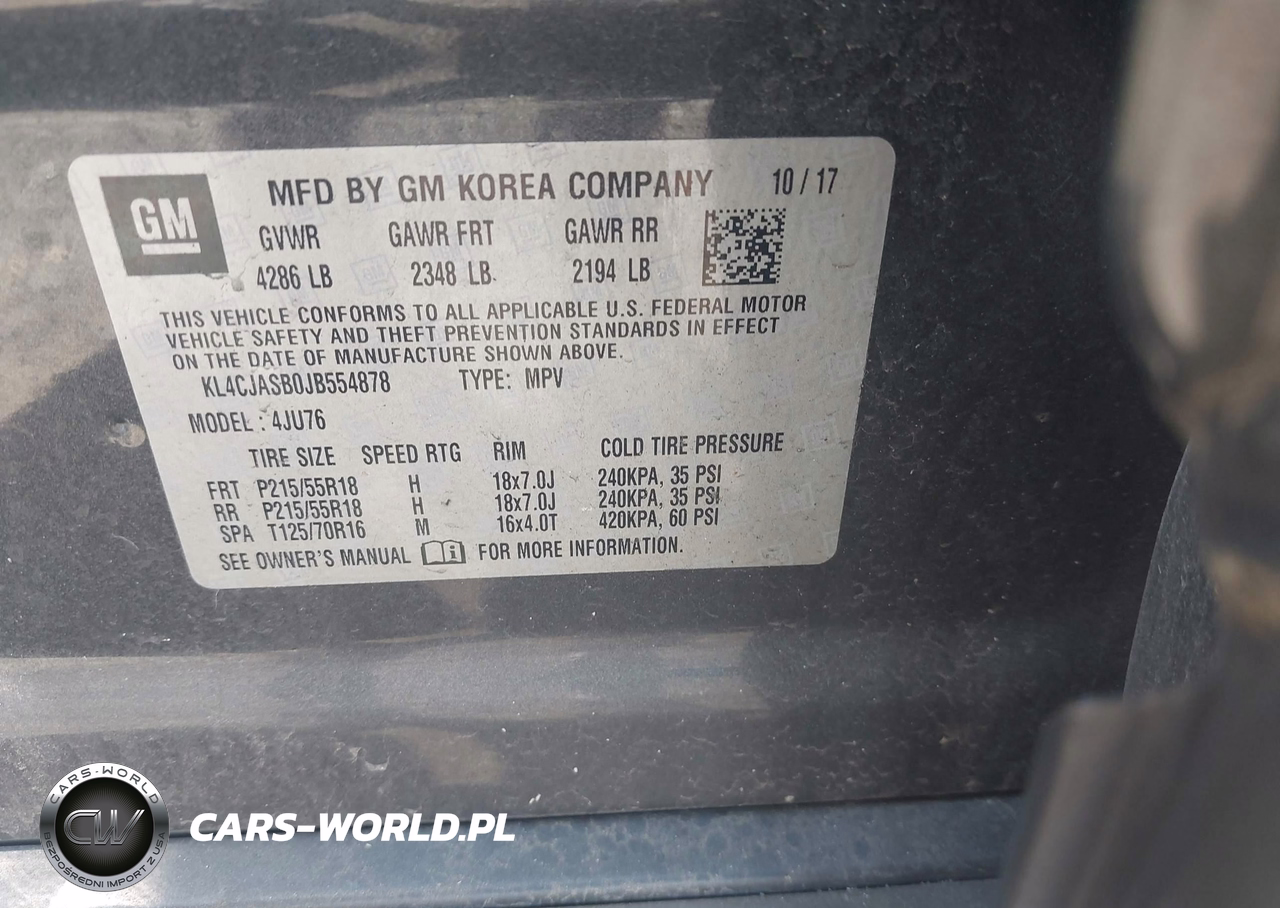 GM
MFD BY GM KOREA COMPANY 10 / 17
GVWR GAWR FRT GAWR RR
4286 LB 2348 LB. 2194 LB
THIS VEHICLE CONFORMS TO ALL APPLICABLE U.S. FEDERAL MOTOR
VEHICLE SAFETY AND THEFT PREVENTION STANDARDS IN EFFECT
ON THE DATE OF MANUFACTURE SHOWN ABOVE.
KL4CJASB0JB554878 TYPE: MPV
MODEL : 4JU76
TIRE SIZE SPEED RTG RIM COLD TIRE PRESSURE
FRT P215/55R18 H 18x7.0J 240KPA, 35 PSI
RR P215/55R18 H 18x7.0J 240KPA, 35 PSI
SPA T125/70R16 M 16x4.0T 420KPA, 60 PSI
SEE OWNER'S MANUAL i FOR MORE INFORMATION.
CARS-WORLD
CW
BEZPOŚREDNI IMPORT Z USA
CARS-WORLD.PL